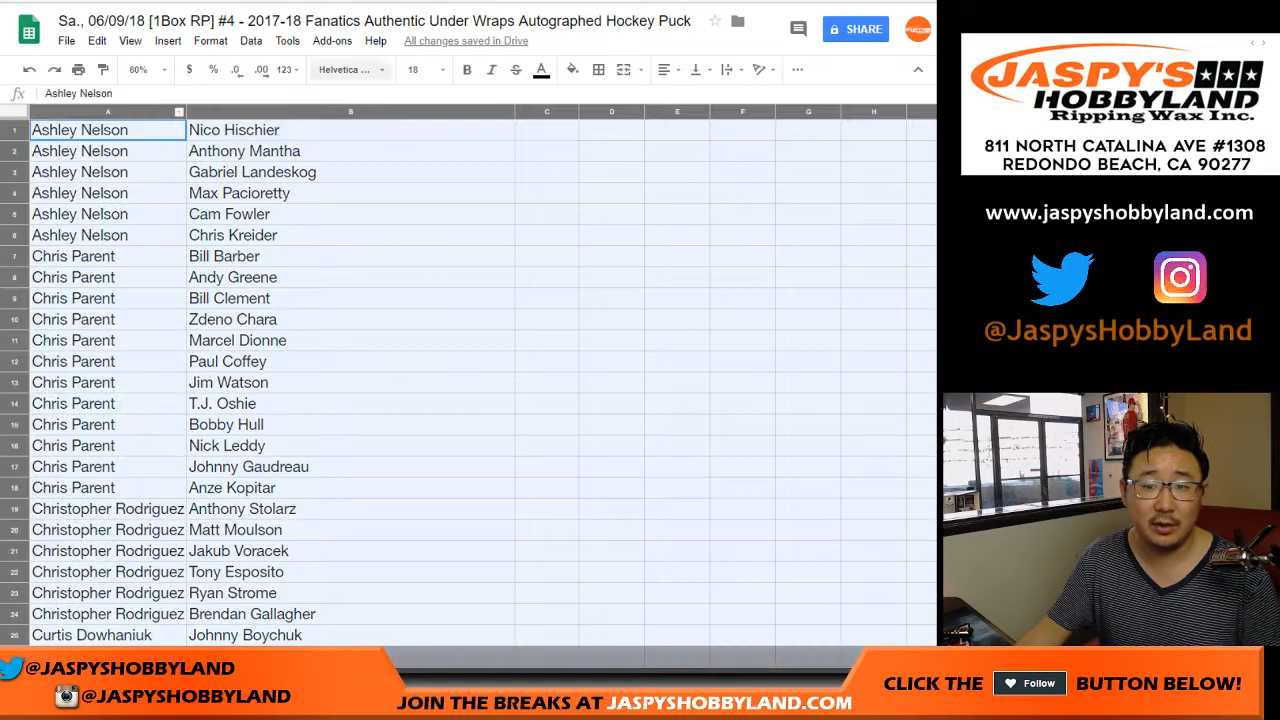 Sa., 06/09/18 [1Box RP] #4 - 2017-18 Fanatics Authentic Under Wraps Autographed Hockey Puck
SHARE
File Edit View Insert Format Data Tools Add-ons Help All changes saved in Drive
80% $ % .0 .00 123 Helvetica ... 18 B I S A
fx Ashley Nelson
A B C D E F G H
1 Ashley Nelson Nico Hischier
2 Ashley Nelson Anthony Mantha
3 Ashley Nelson Gabriel Landeskog
4 Ashley Nelson Max Pacioretty
5 Ashley Nelson Cam Fowler
6 Ashley Nelson Chris Kreider
7 Chris Parent Bill Barber
8 Chris Parent Andy Greene
9 Chris Parent Bill Clement
10 Chris Parent Zdeno Chara
11 Chris Parent Marcel Dionne
12 Chris Parent Paul Coffey
13 Chris Parent Jim Watson
14 Chris Parent T.J. Oshie
15 Chris Parent Bobby Hull
16 Chris Parent Nick Leddy
17 Chris Parent Johnny Gaudreau
18 Chris Parent Anze Kopitar
19 Christopher Rodriguez Anthony Stolarz
20 Christopher Rodriguez Matt Moulson
21 Christopher Rodriguez Jakub Voracek
22 Christopher Rodriguez Tony Esposito
23 Christopher Rodriguez Ryan Strome
24 Christopher Rodriguez Brendan Gallagher
25 Curtis Dowhaniuk Johnny Boychuk
JASPY'S
HOBBYLAND
Ripping Wax Inc.
811 NORTH CATALINA AVE #1308
REDONDO BEACH, CA 90277
www.jaspyshobbyland.com
@JaspysHobbyLand
@JASPYSHOBBYLAND
@JASPYSHOBBYLAND
JOIN THE BREAKS AT JASPYSHOBBYLAND.COM
CLICK THE Follow BUTTON BELOW!